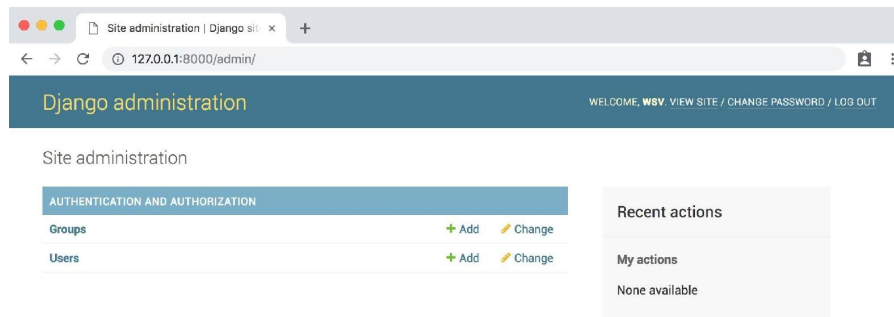 Site administration | Django sit
127.0.0.1:8000/admin/
Django administration
WELCOME, WSV. VIEW SITE / CHANGE PASSWORD / LOG OUT
Site administration
AUTHENTICATION AND AUTHORIZATION
Groups + Add Change
Users + Add Change
Recent actions
My actions
None available